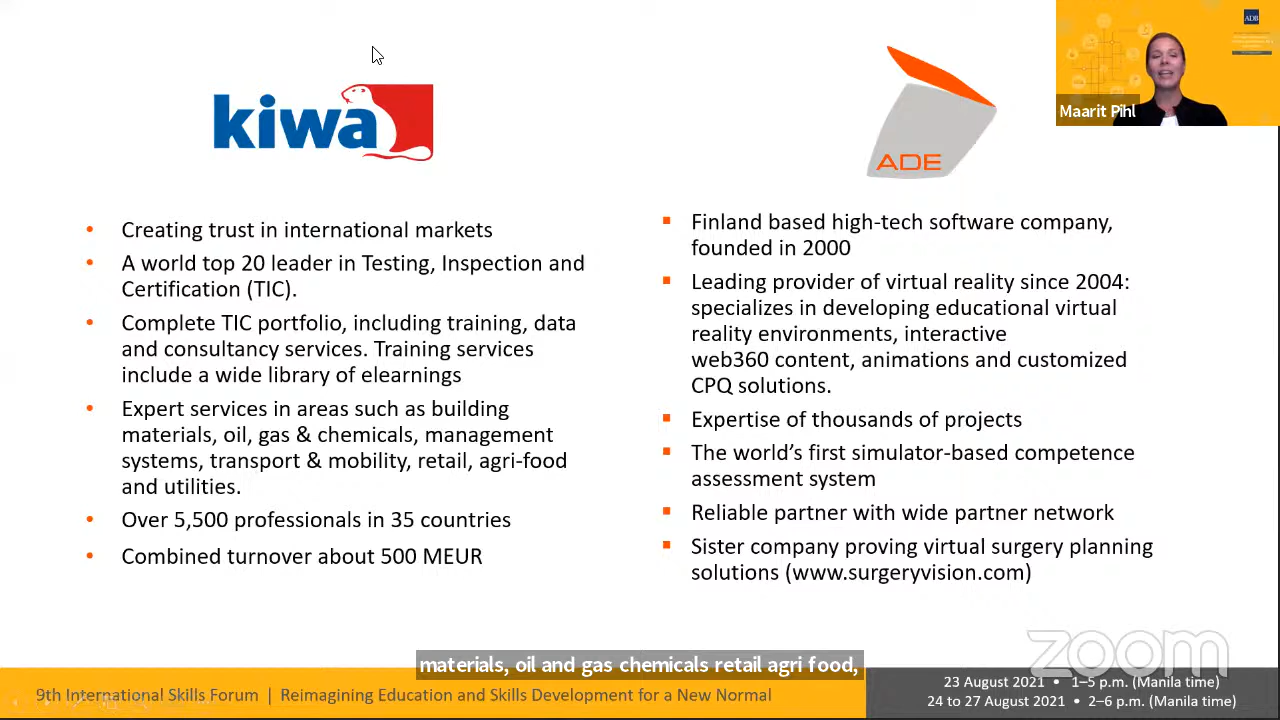 kiwa
Creating trust in international markets
A world top 20 leader in Testing, Inspection and
Certification (TIC).
Complete TIC portfolio, including training, data
and consultancy services. Training services
include a wide library of elearnings
Expert services in areas such as building
materials, oil, gas & chemicals, management
systems, transport & mobility, retail, agri-food
and utilities.
Over 5,500 professionals in 35 countries
Combined turnover about 500 MEUR
ADE
Finland based high-tech software company,
founded in 2000
Leading provider of virtual reality since 2004:
specializes in developing educational virtual
reality environments, interactive
web360 content, animations and customized
CPQ solutions.
Expertise of thousands of projects
The world’s first simulator-based competence
assessment system
Reliable partner with wide partner network
Sister company proving virtual surgery planning
solutions (www.surgeryvision.com)
ADB
Maarit Pihl
zoom
materials, oil and gas chemicals retail agri food,
9th International Skills Forum | Reimagining Education and Skills Development for a New Normal
23 August 2021 • 1–5 p.m. (Manila time)
24 to 27 August 2021 • 2–6 p.m. (Manila time)